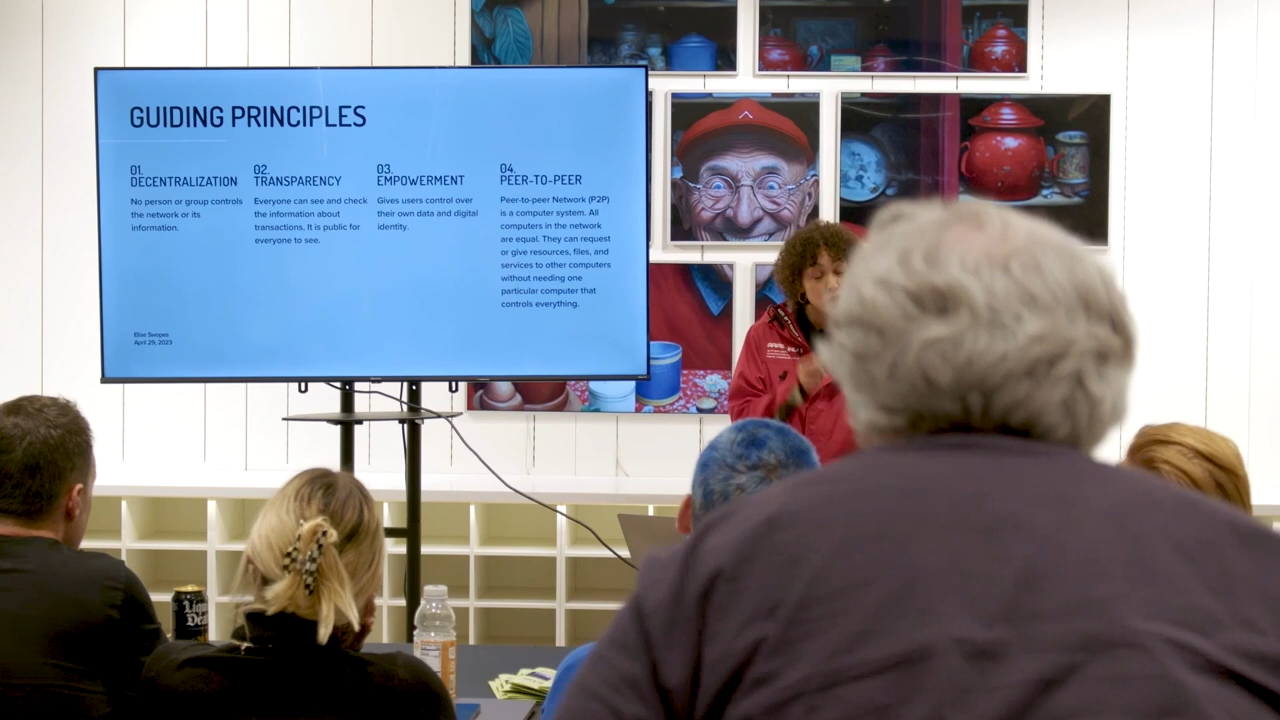 GUIDING PRINCIPLES
01.
DECENTRALIZATION
No person or group controls
the network or its
information.
02.
TRANSPARENCY
Everyone can see and check
the information about
transactions. It is public for
everyone to see.
03.
EMPOWERMENT
Gives users control over
their own data and digital
identity.
04.
PEER-TO-PEER
Peer-to-peer Network (P2P)
is a computer system. All
computers in the network
are equal. They can request
or give resources, files, and
services to other computers
without needing one
particular computer that
controls everything.
Elise Swopes
April 29, 2023
Liquid
Death